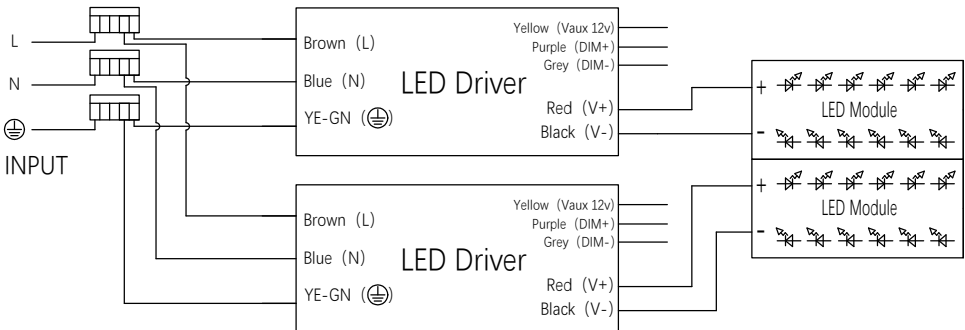 L
N
INPUT
Brown (L)
Blue (N)
YE-GN (⏚)
LED Driver
Yellow (Vaux 12v)
Purple (DIM+)
Grey (DIM-)
Red (V+)
Black (V-)
+
LED Module
-
Brown (L)
Blue (N)
YE-GN (⏚)
LED Driver
Yellow (Vaux 12v)
Purple (DIM+)
Grey (DIM-)
Red (V+)
Black (V-)
+
LED Module
-